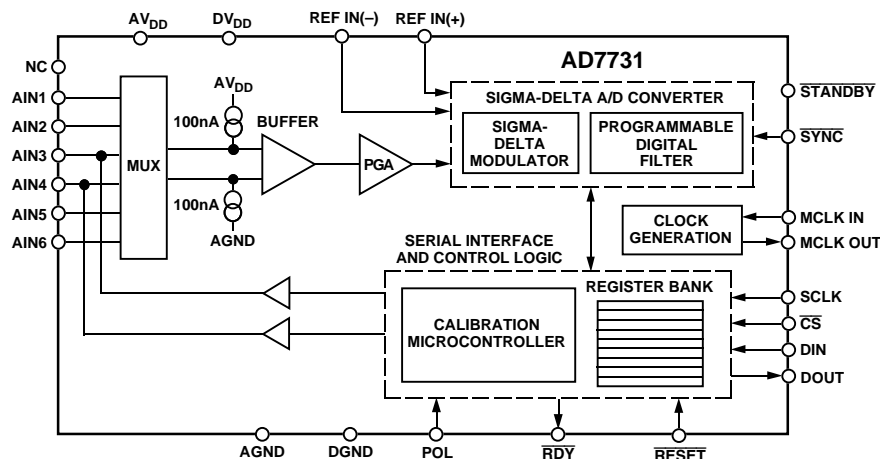 AVDD DVDD REF IN(–) REF IN(+)
AD7731
NC
AIN1
AIN2
AIN3
AIN4
AIN5
AIN6
MUX
AVDD
100nA
BUFFER
100nA
AGND
PGA
SIGMA-DELTA A/D CONVERTER
SIGMA-
DELTA
MODULATOR
PROGRAMMABLE
DIGITAL
FILTER
STANDBY
SYNC
CLOCK
GENERATION
MCLK IN
MCLK OUT
SERIAL INTERFACE
AND CONTROL LOGIC
REGISTER BANK
CALIBRATION
MICROCONTROLLER
SCLK
CS
DIN
DOUT
AGND DGND POL RDY RESET